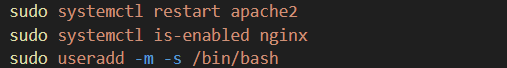 sudo systemctl restart apache2
sudo systemctl is-enabled nginx
sudo useradd -m -s /bin/bash